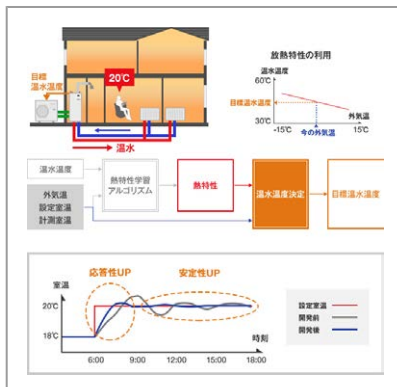 目標
温水温度
20℃
温水
放熱特性の利用
温水温度
60℃
目標温水温度
30℃
外気温
-15℃
今の外気温
15℃
温水温度
外気温
設定室温
計測室温
熱特性学習
アルゴリズム
熱特性
温水温度決定
目標温水温度
応答性UP
安定性UP
室温
20℃
18℃
時刻
6:00
9:00
12:00
15:00
18:00
設定室温
開発前
開発後